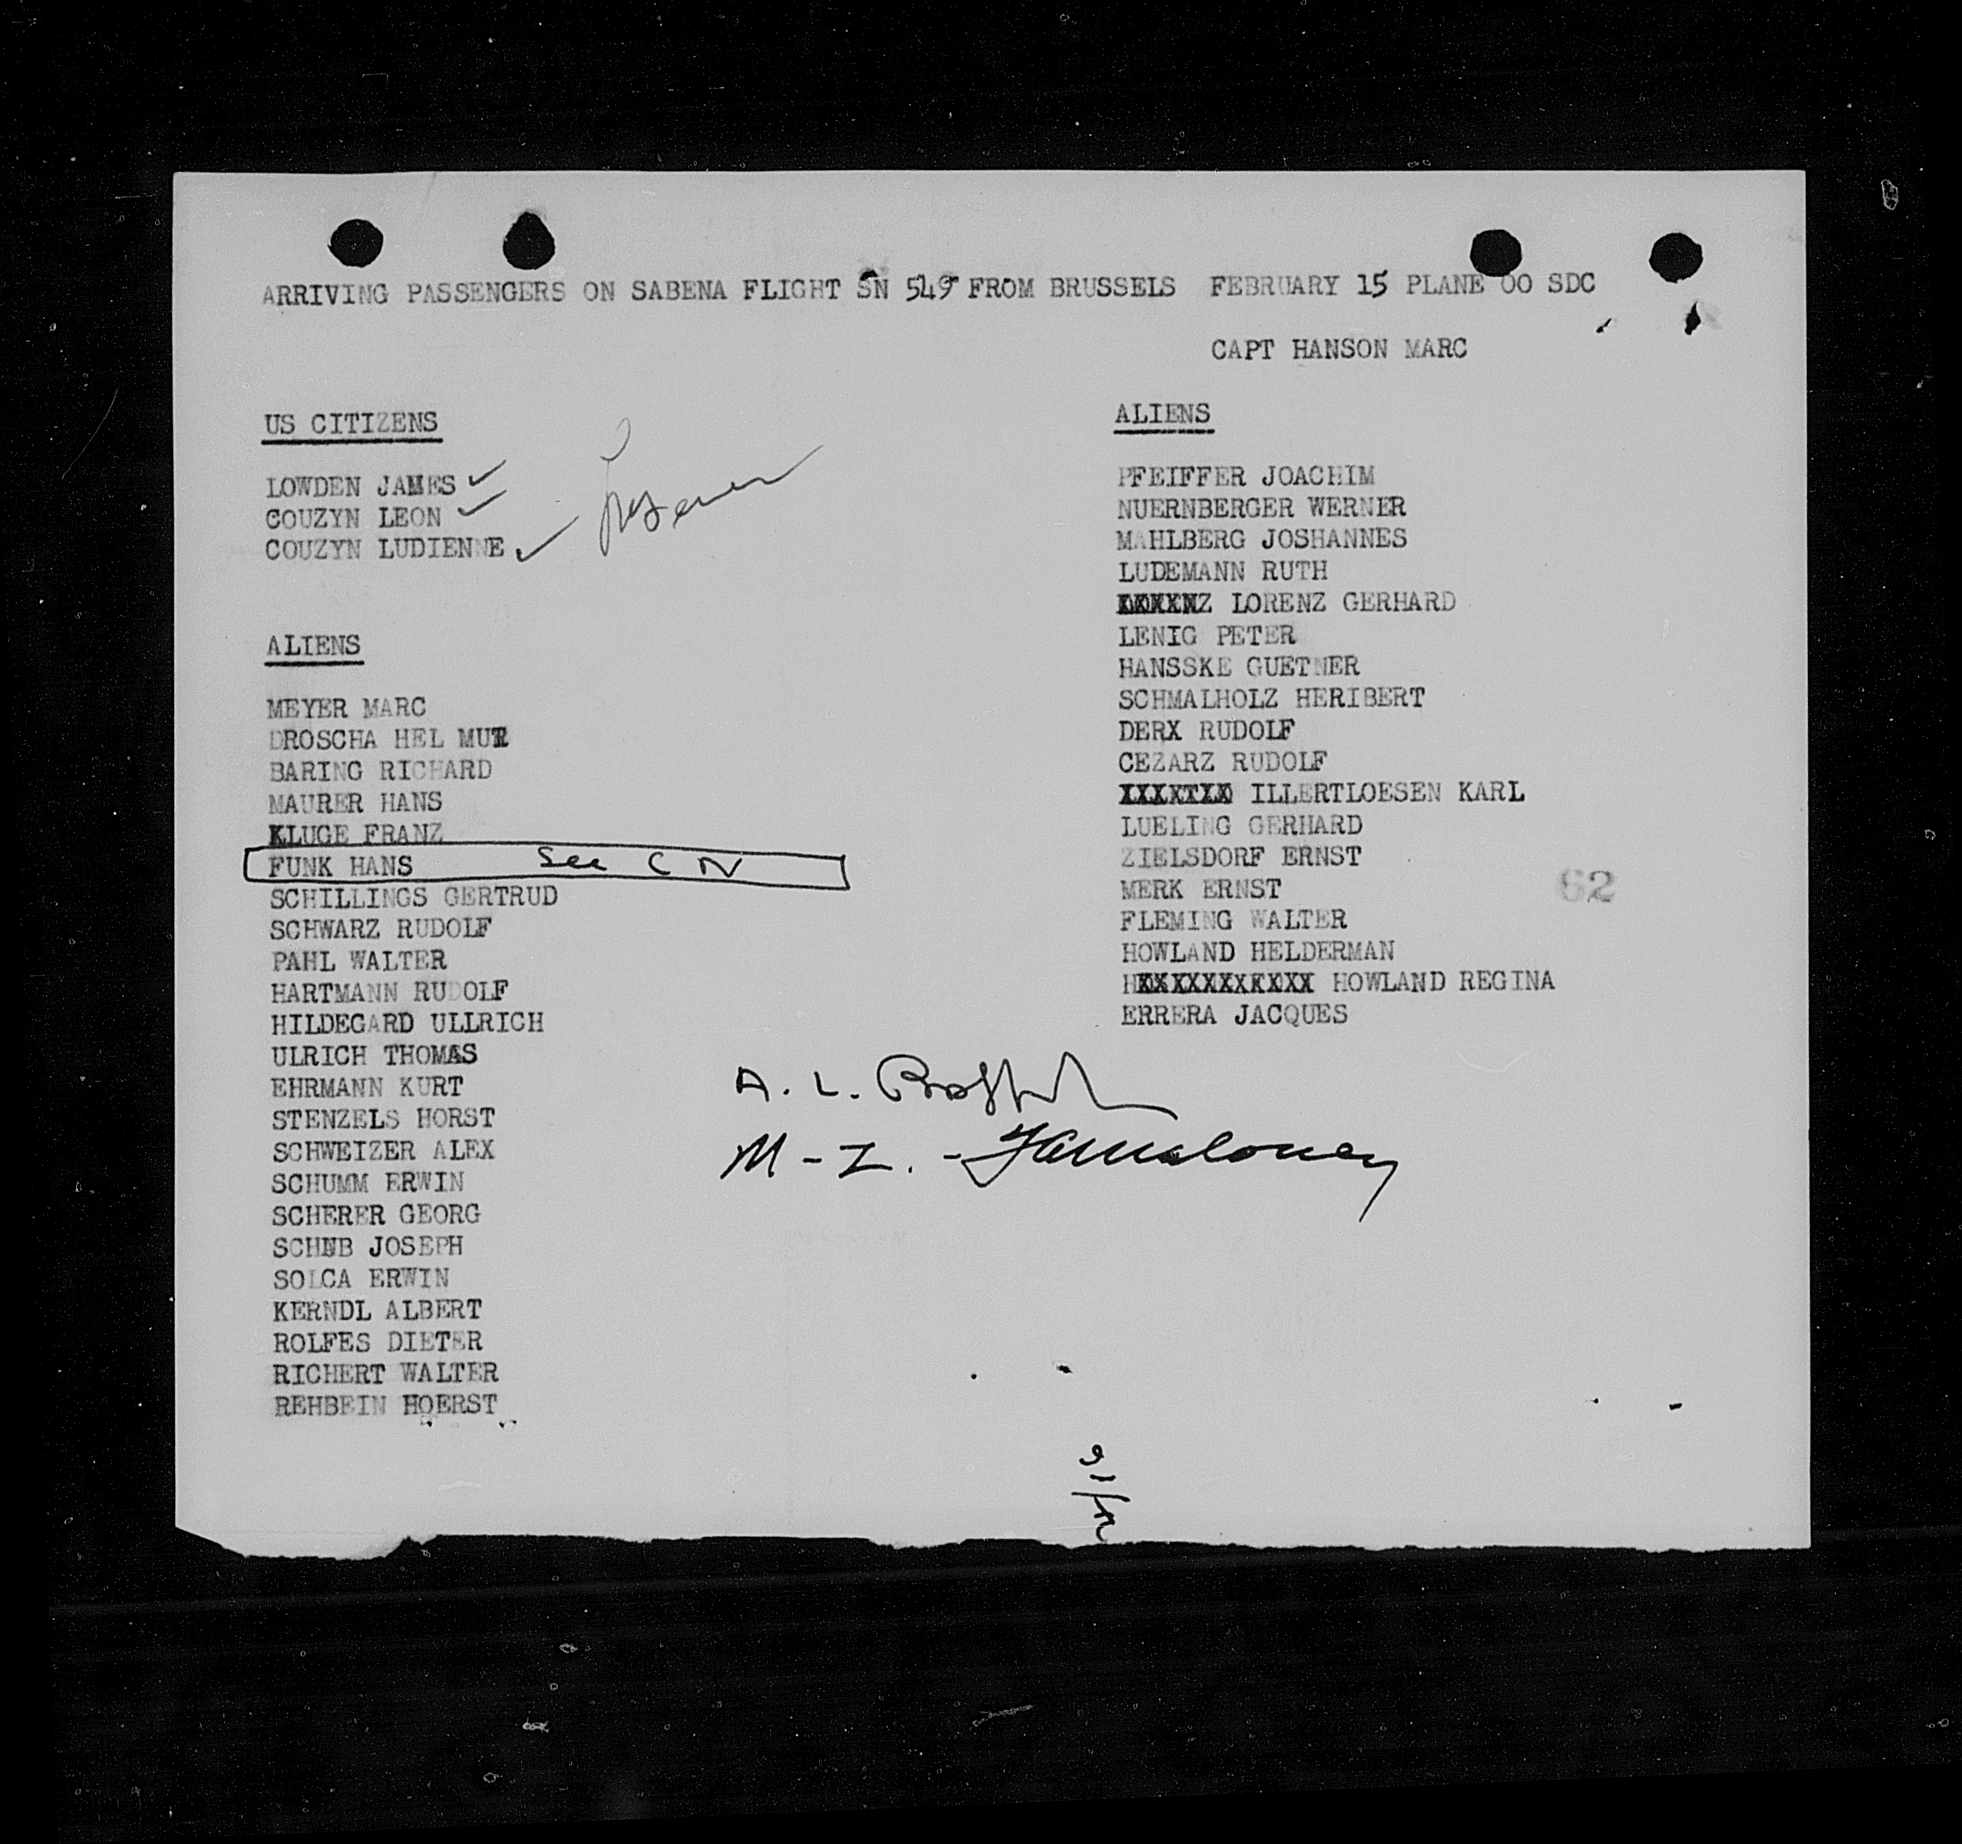 ARRIVING PASSENGERS ON SABENA FLIGHT SN 549 FROM BRUSSELS FEBRUARY 15 PLANE OO SDC
CAPT HANSON MARC
US CITIZENS
LOWDEN JAMES
COUZYN LEON
COUZYN LUDIENNE
ALIENS
MEYER MARC
DROSCHA HEL MUT
BARING RICHARD
MAURER HANS
KLUGE FRANZ
FUNK HANS See C N
SCHILLINGS GERTRUD
SCHWARZ RUDOLF
PAHL WALTER
HARTMANN RUDOLF
HILDEGARD ULLRICH
ULRICH THOMAS
EHRMANN KURT
STENZELS HORST
SCHWEIZER ALEX
SCHUMM ERWIN
SCHERER GEORG
JOSEPH
SOLCA ERWIN
KERNDL ALBERT
ROLFES DIETER
RICHERT WALTER
REHBEIN HOERST
ALIENS
PFEIFFER JOACHIM
NUERNBERGER WERNER
MAHLBERG JOSHANNES
LUDEMANN RUTH
LORENZ GERHARD
LENIG PETER
HANSSKE GUETNER
SCHMALHOLZ HERIBERT
DERX RUDOLF
CEZARZ RUDOLF
ILLERTLOESEN KARL
LUELING GERHARD
ZIELSDORF ERNST
MERK ERNST
FLEMING WALTER
HOWLAND HELDERMAN
HOWLAND REGINA
ERRERA JACQUES
62
A. L.
M - I. -